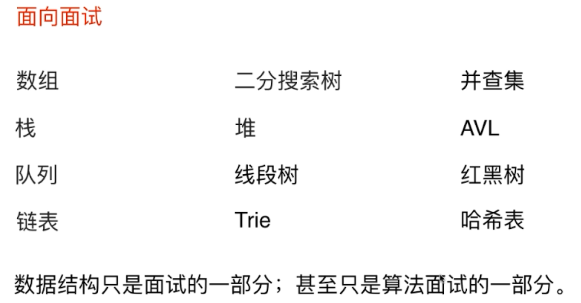 面向面试
数组 二分搜索树 并查集
栈 堆 AVL
队列 线段树 红黑树
链表 Trie 哈希表
数据结构只是面试的一部分；甚至只是算法面试的一部分。